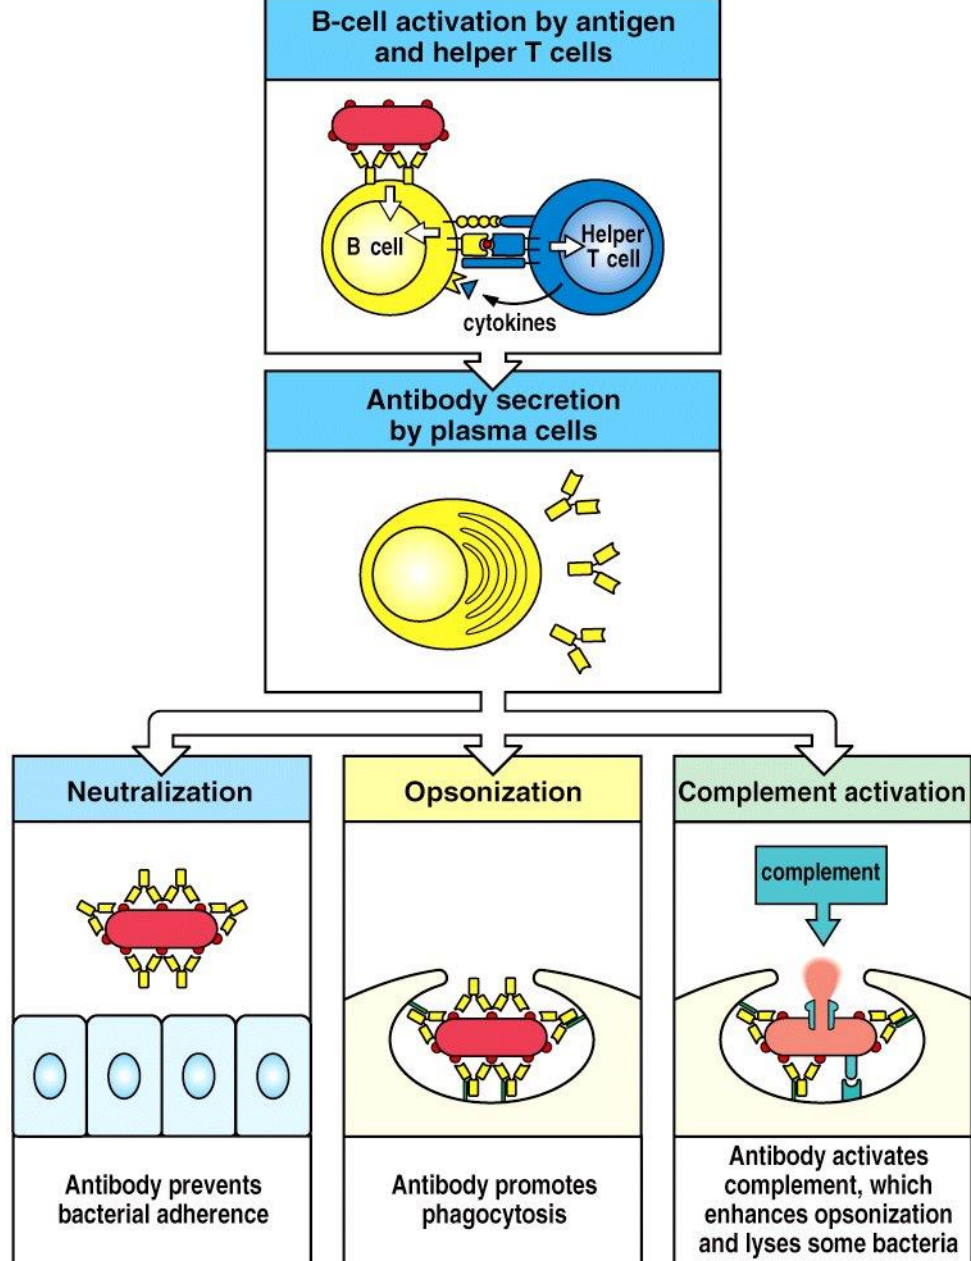 B-cell activation by antigen
and helper T cells
B cell
Helper
T cell
cytokines
Antibody secretion
by plasma cells
Neutralization
Opsonization
Complement activation
complement
Antibody prevents
bacterial adherence
Antibody promotes
phagocytosis
Antibody activates
complement, which
enhances opsonization
and lyses some bacteria